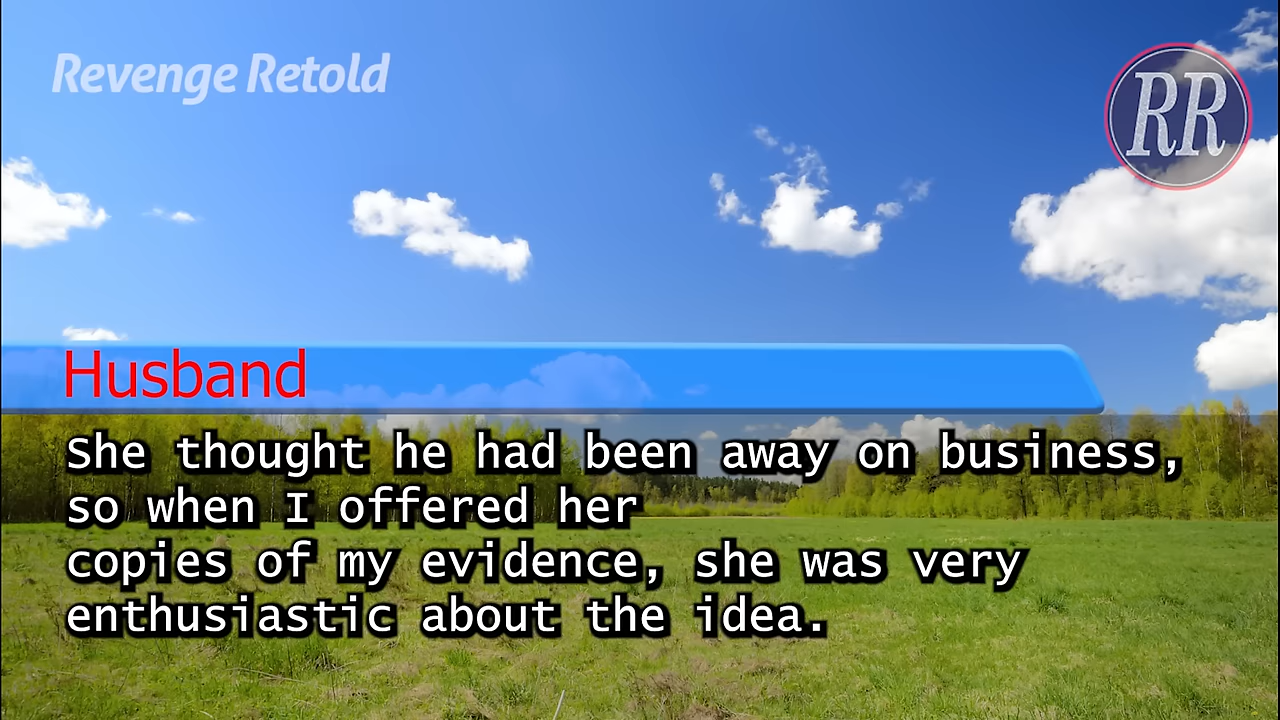 Revenge Retold
RR
Husband
She thought he had been away on business,
so when I offered her
copies of my evidence, she was very
enthusiastic about the idea.